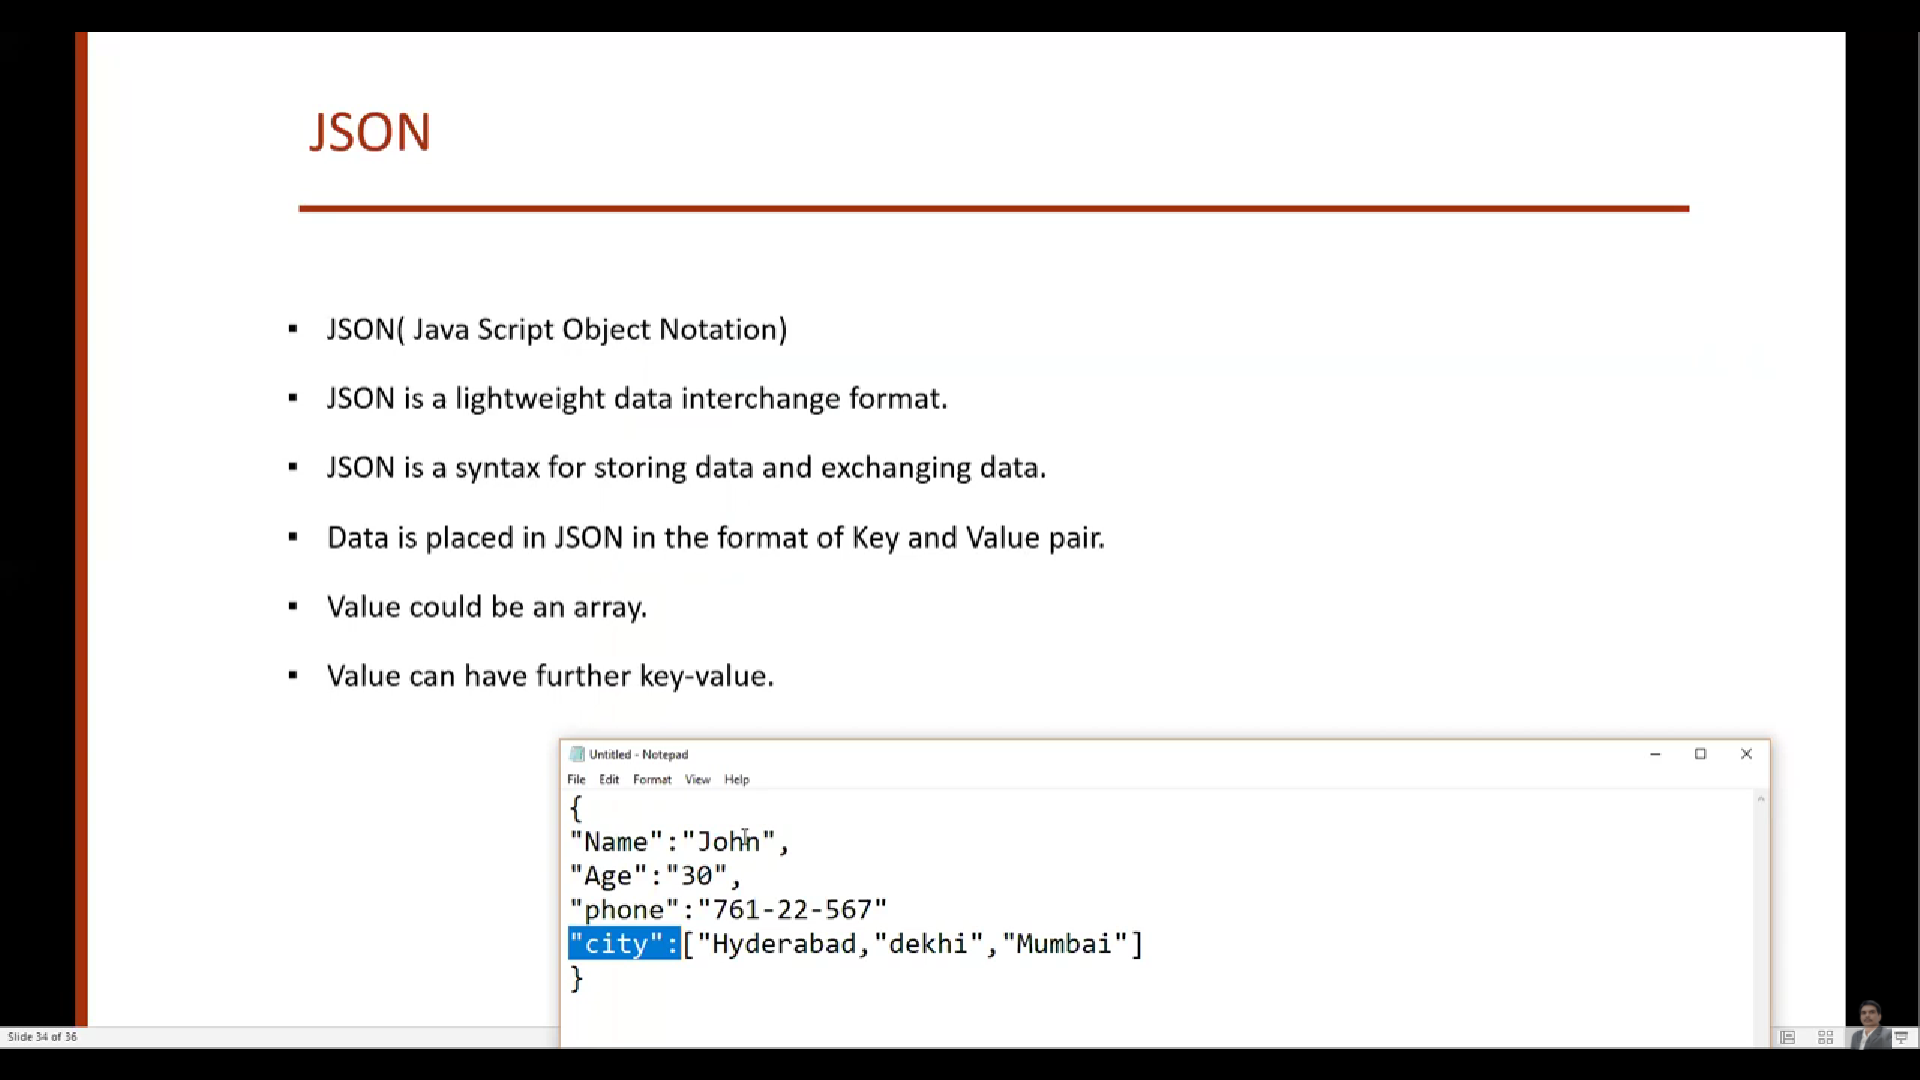 JSON
▪ JSON( Java Script Object Notation)
▪ JSON is a lightweight data interchange format.
▪ JSON is a syntax for storing data and exchanging data.
▪ Data is placed in JSON in the format of Key and Value pair.
▪ Value could be an array.
▪ Value can have further key-value.
Untitled - Notepad
File Edit Format View Help
{
"Name":"John",
"Age":"30",
"phone":"761-22-567"
"city":["Hyderabad,"dekhi","Mumbai"]
}
Slide 34 of 36